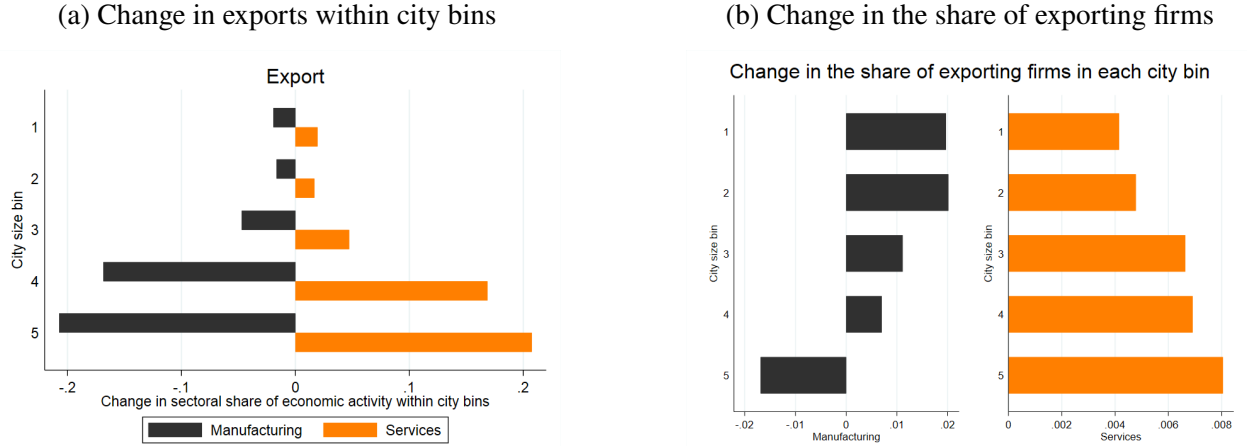 (a) Change in exports within city bins
Export
City size bin
1
2
3
4
5
-.2 -.1 0 .1 .2
Change in sectoral share of economic activity within city bins
Manufacturing Services
(b) Change in the share of exporting firms
Change in the share of exporting firms in each city bin
City size bin
1
2
3
4
5
-.02 -.01 0 .01 .02
Manufacturing
City size bin
1
2
3
4
5
0 .002 .004 .006 .008
Services